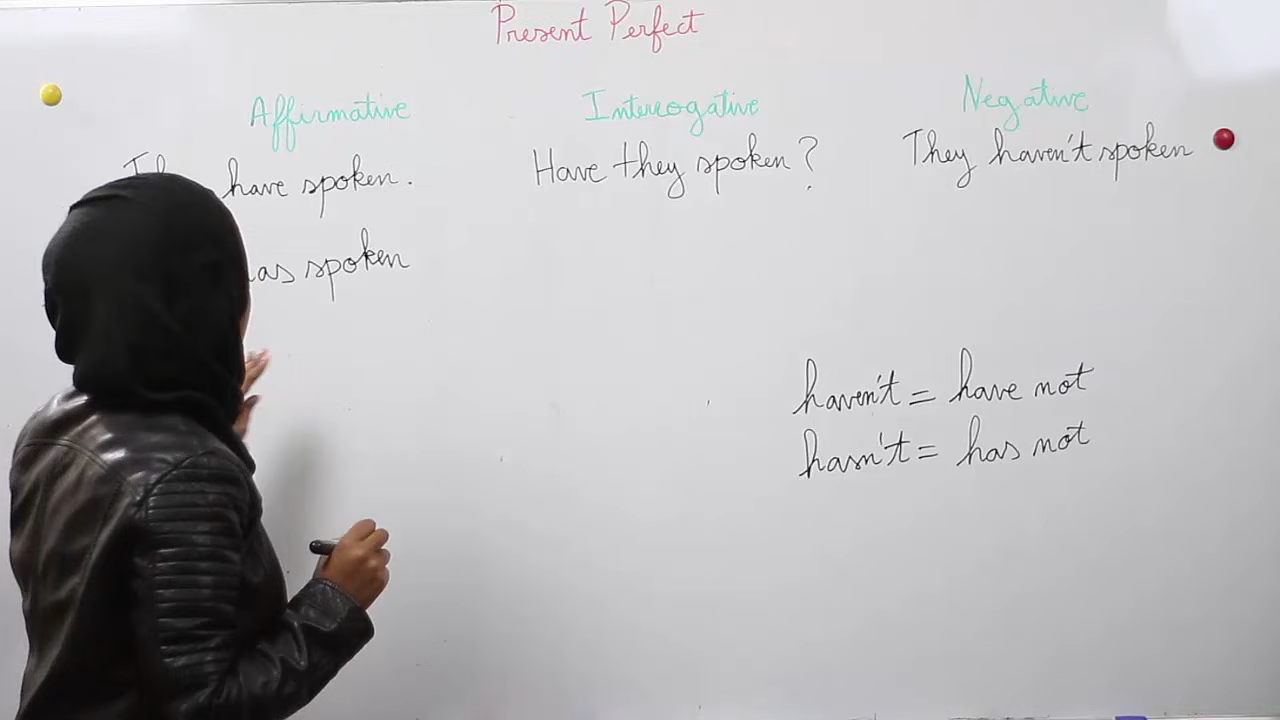 Present Perfect
Affirmative
Interrogative
Negative
have spoken.
Have they spoken?
They haven't spoken
spoken
haven't = have not
hasn't = has not